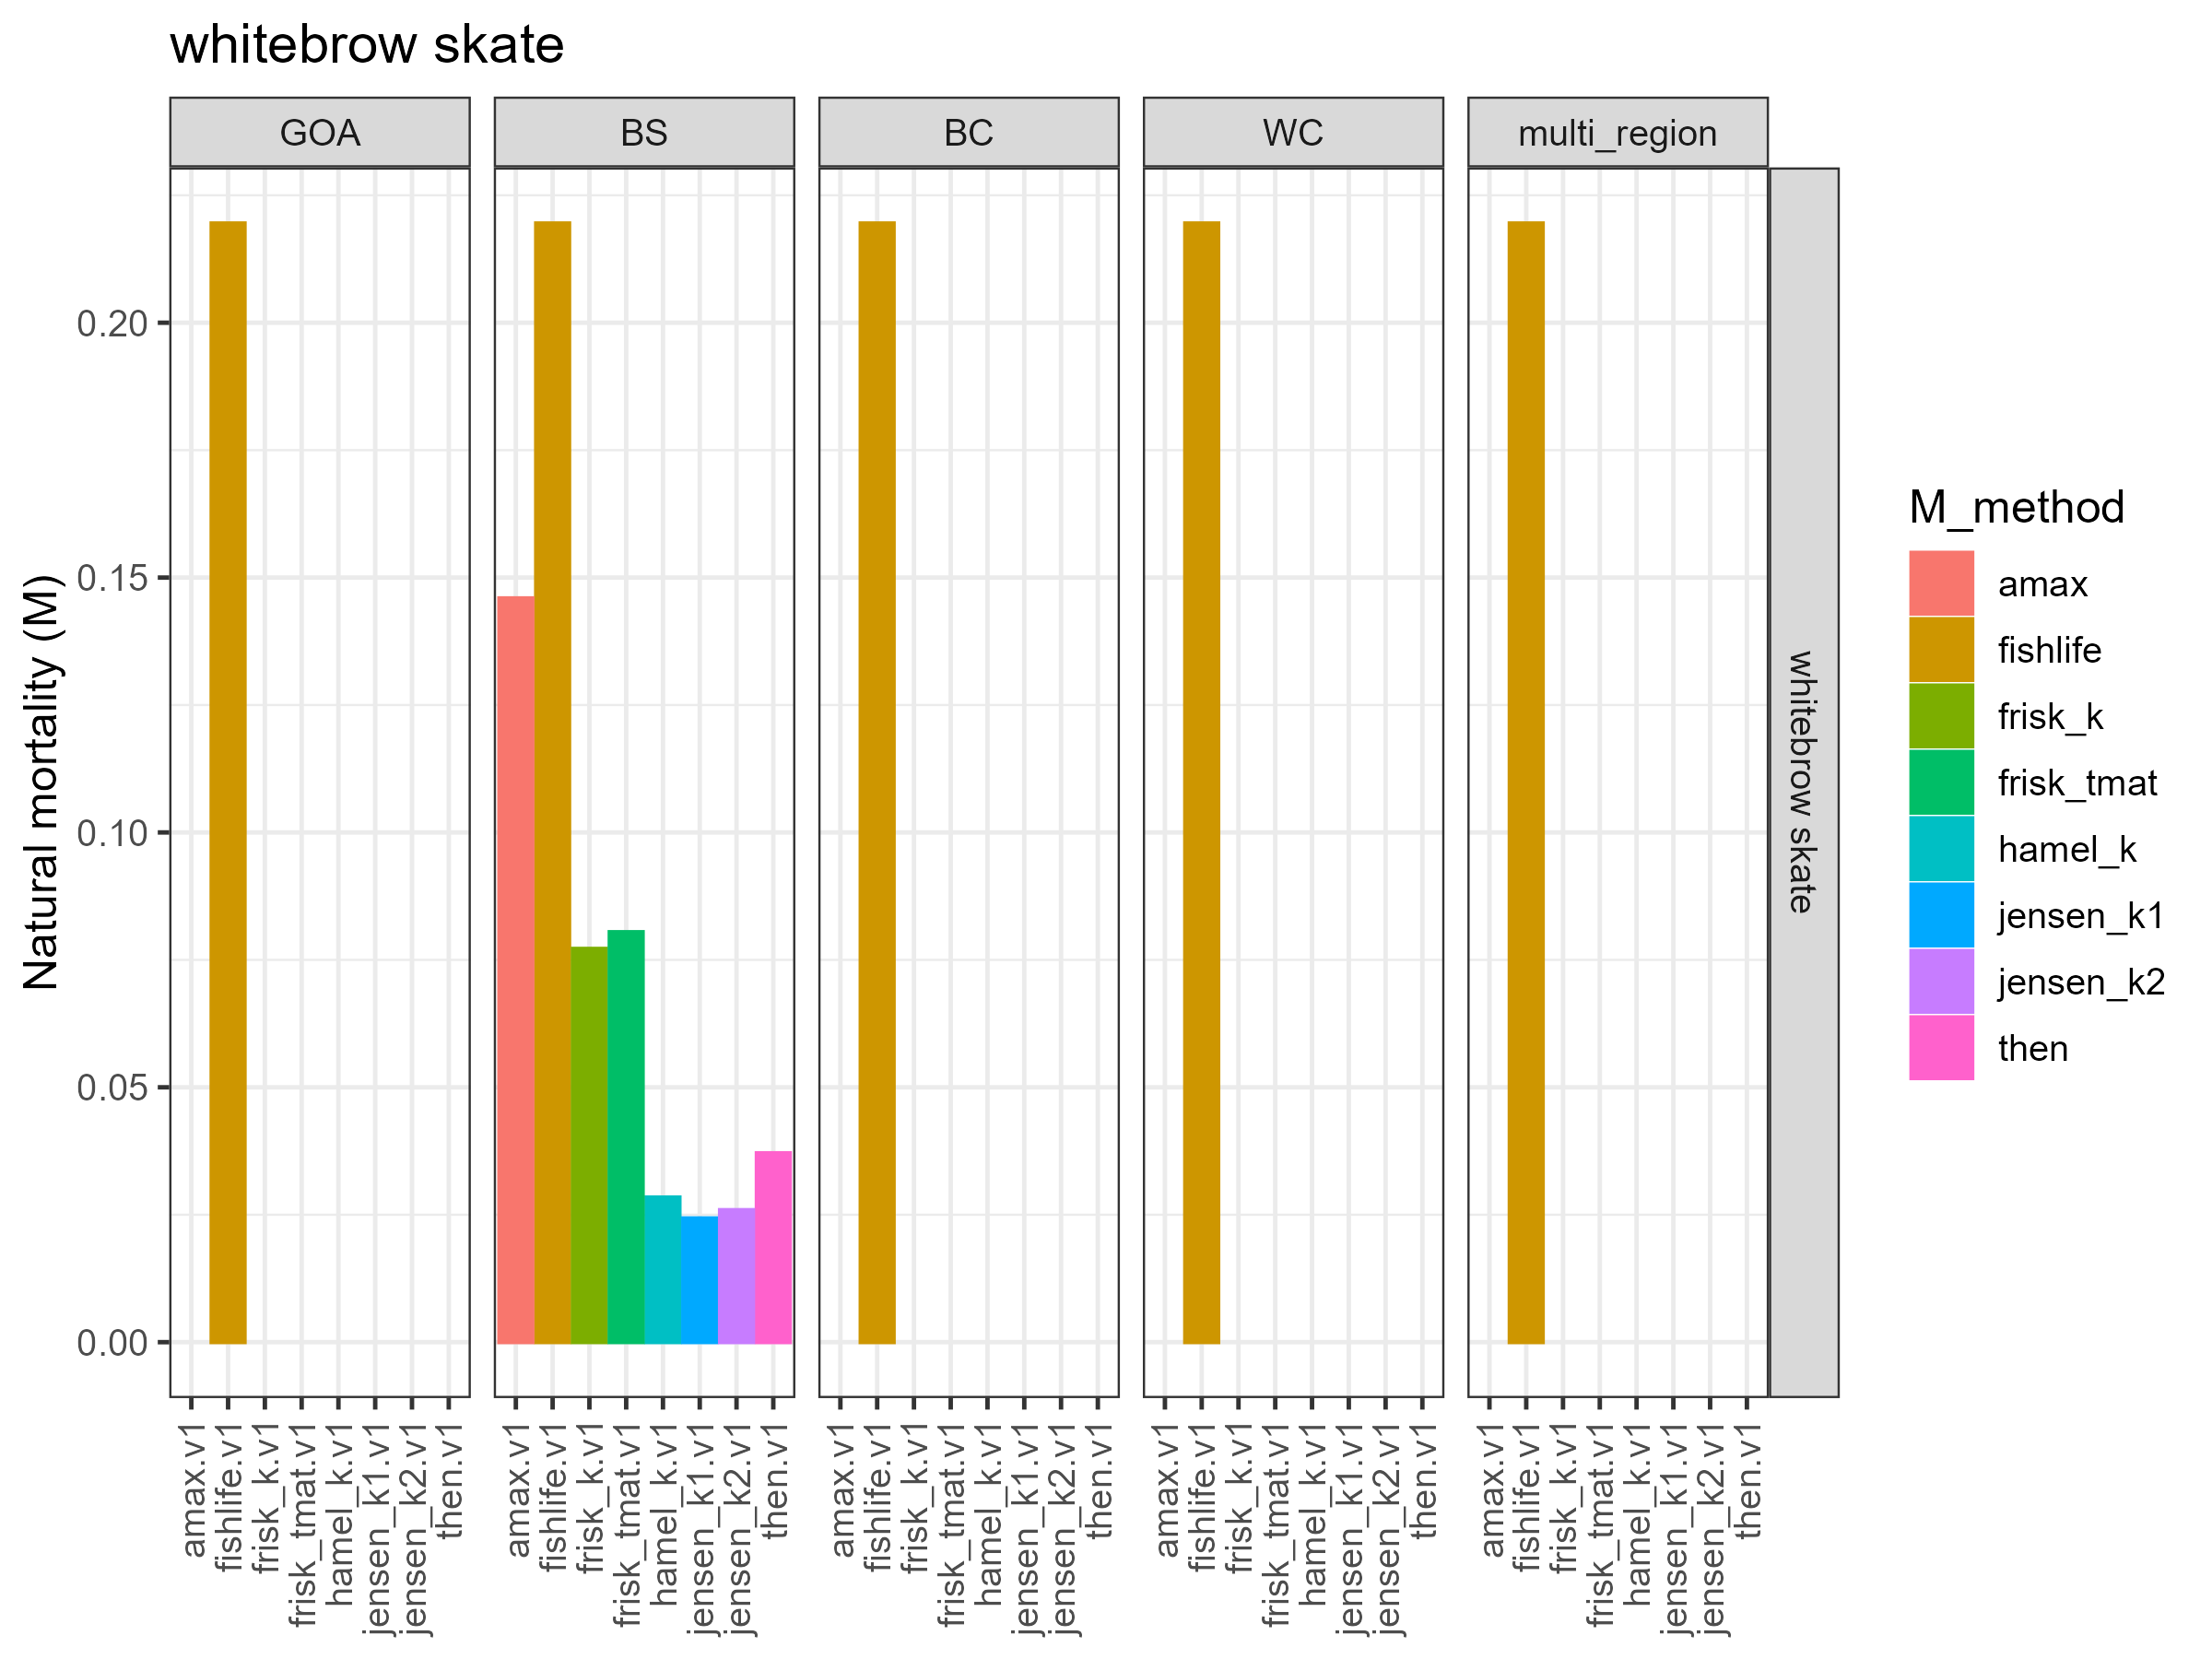 whitebrow skate
GOA
BS
BC
WC
multi_region
whitebrow skate
Natural mortality (M)
0.20
0.15
0.10
0.05
0.00
amax.v1
fishlife.v1
frisk_k.v1
frisk_tmat.v1
hamel_k.v1
jensen_k1.v1
jensen_k2.v1
then.v1
amax.v1
fishlife.v1
frisk_k.v1
frisk_tmat.v1
hamel_k.v1
jensen_k1.v1
jensen_k2.v1
then.v1
amax.v1
fishlife.v1
frisk_k.v1
frisk_tmat.v1
hamel_k.v1
jensen_k1.v1
jensen_k2.v1
then.v1
amax.v1
fishlife.v1
frisk_k.v1
frisk_tmat.v1
hamel_k.v1
jensen_k1.v1
jensen_k2.v1
then.v1
amax.v1
fishlife.v1
frisk_k.v1
frisk_tmat.v1
hamel_k.v1
jensen_k1.v1
jensen_k2.v1
then.v1
M_method
amax
fishlife
frisk_k
frisk_tmat
hamel_k
jensen_k1
jensen_k2
then